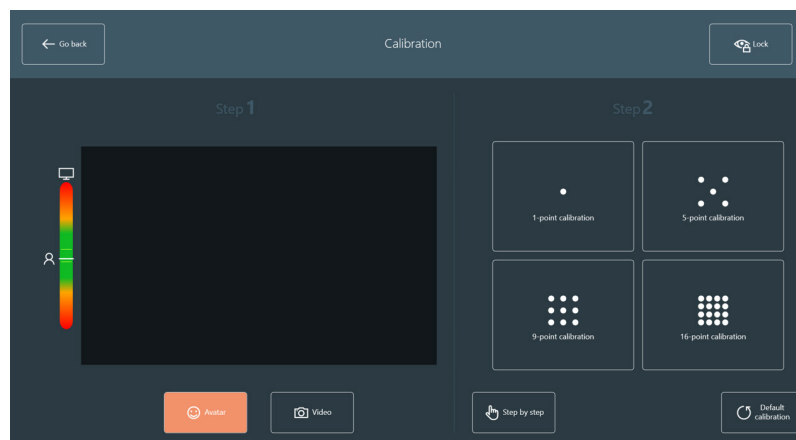 Go back
Calibration
Lock
Step 1
Step 2
1-point calibration
5-point calibration
9-point calibration
16-point calibration
Avatar
Video
Step by step
Default
calibration